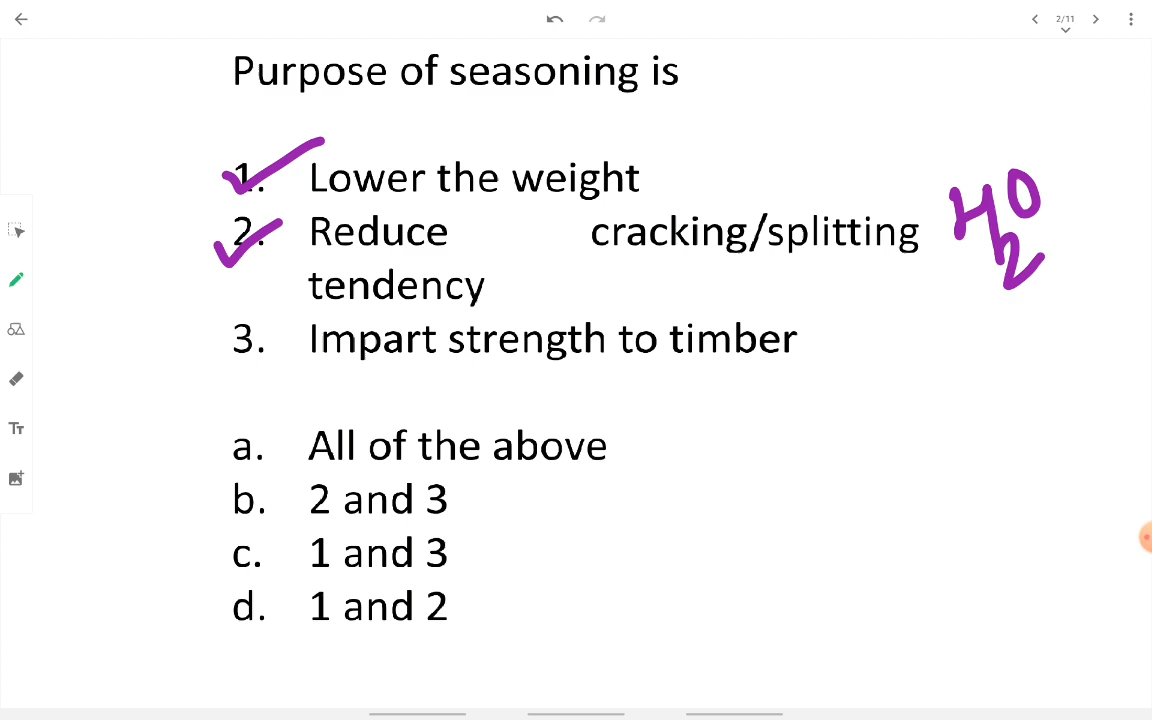 2/11
Purpose of seasoning is
1. Lower the weight
2. Reduce cracking/splitting
tendency
H2O
3. Impart strength to timber
a. All of the above
b. 2 and 3
c. 1 and 3
d. 1 and 2
Tт